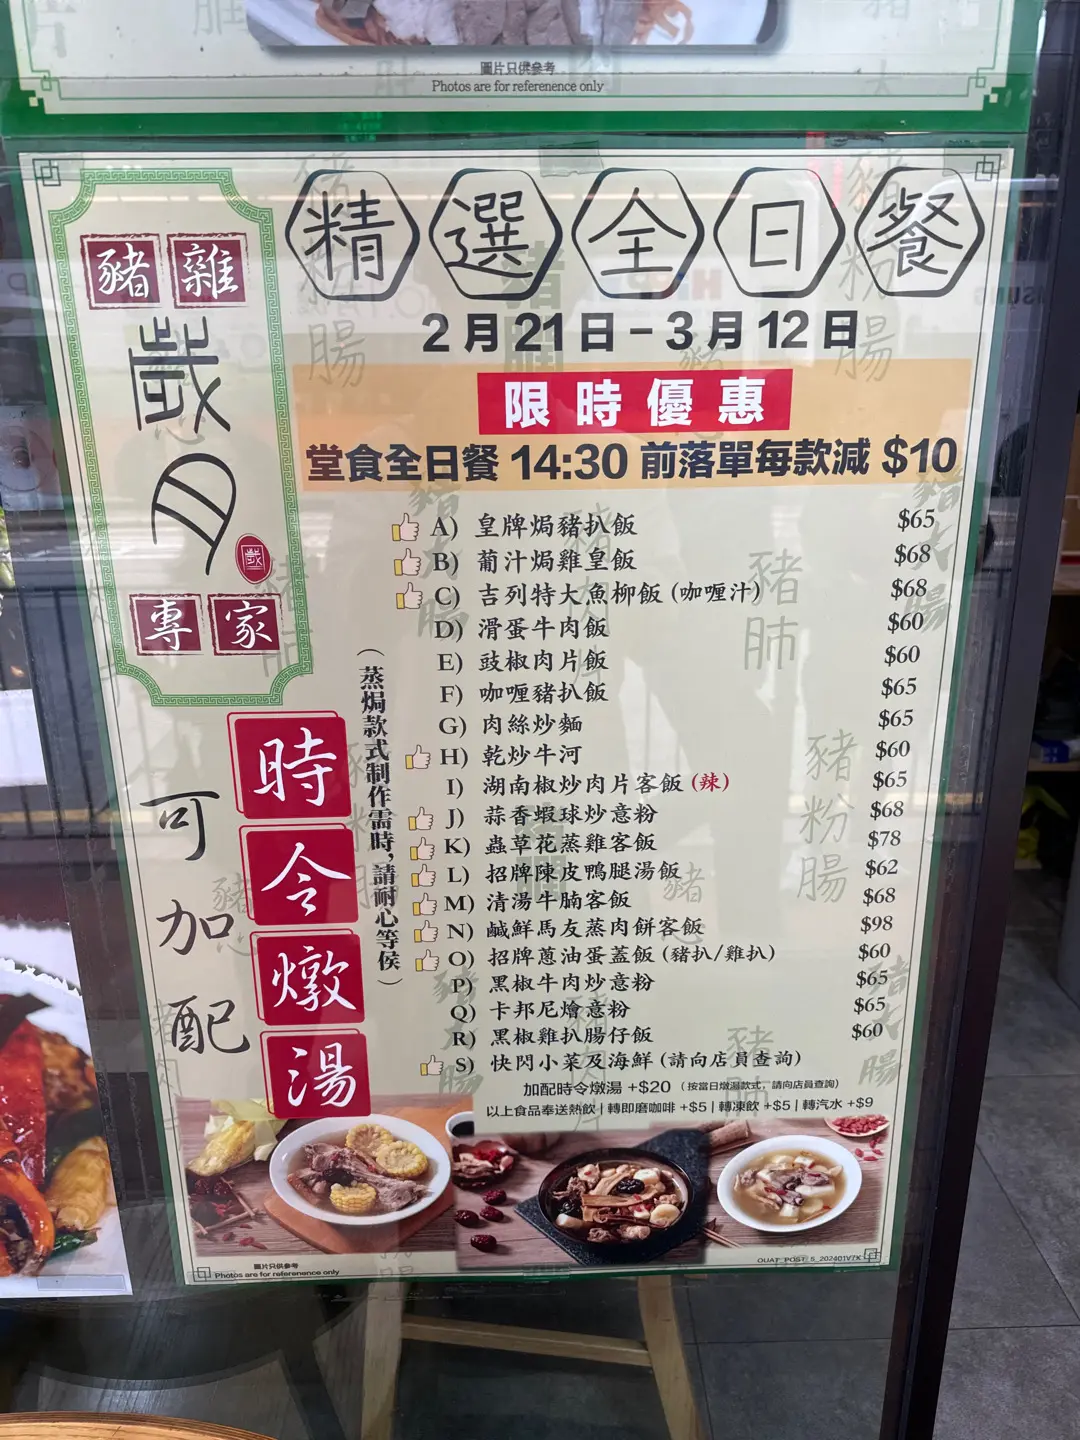 圖片只供參考
Photos are for referenence only
精選全日餐
2月21日-3月12日
限時優惠
堂食全日餐 14:30 前落單每款減 $10
豬雜
歲月
歲
專家
可加配
時令燉湯
(蒸焗款式制作需時,請耐心等侯)
A) 皇牌焗豬扒飯 $65
B) 葡汁焗雞皇飯 $68
C) 吉列特大魚柳飯 (咖喱汁) $68
D) 滑蛋牛肉飯 $60
E) 豉椒肉片飯 $60
F) 咖喱豬扒飯 $65
G) 肉絲炒麵 $65
H) 乾炒牛河 $60
I) 湖南椒炒肉片客飯 (辣) $65
J) 蒜香蝦球炒意粉 $68
K) 蟲草花蒸雞客飯 $78
L) 招牌陳皮鴨腿湯飯 $62
M) 清湯牛腩客飯 $68
N) 鹹鮮馬友蒸肉餅客飯 $98
O) 招牌蔥油蛋蓋飯 (豬扒/雞扒) $60
P) 黑椒牛肉炒意粉 $65
Q) 卡邦尼燴意粉 $65
R) 黑椒雞扒腸仔飯 $60
S) 快閃小菜及海鮮 (請向店員查詢)
加配時令燉湯 +$20 (按當日燉湯款式, 請向店員查詢)
以上食品奉送熱飲 | 轉即磨咖啡 +$5 | 轉凍飲 +$5 | 轉汽水 +$9
圖片只供參考
Photos are for referenence only
QUAT_POST_5_202401V7K